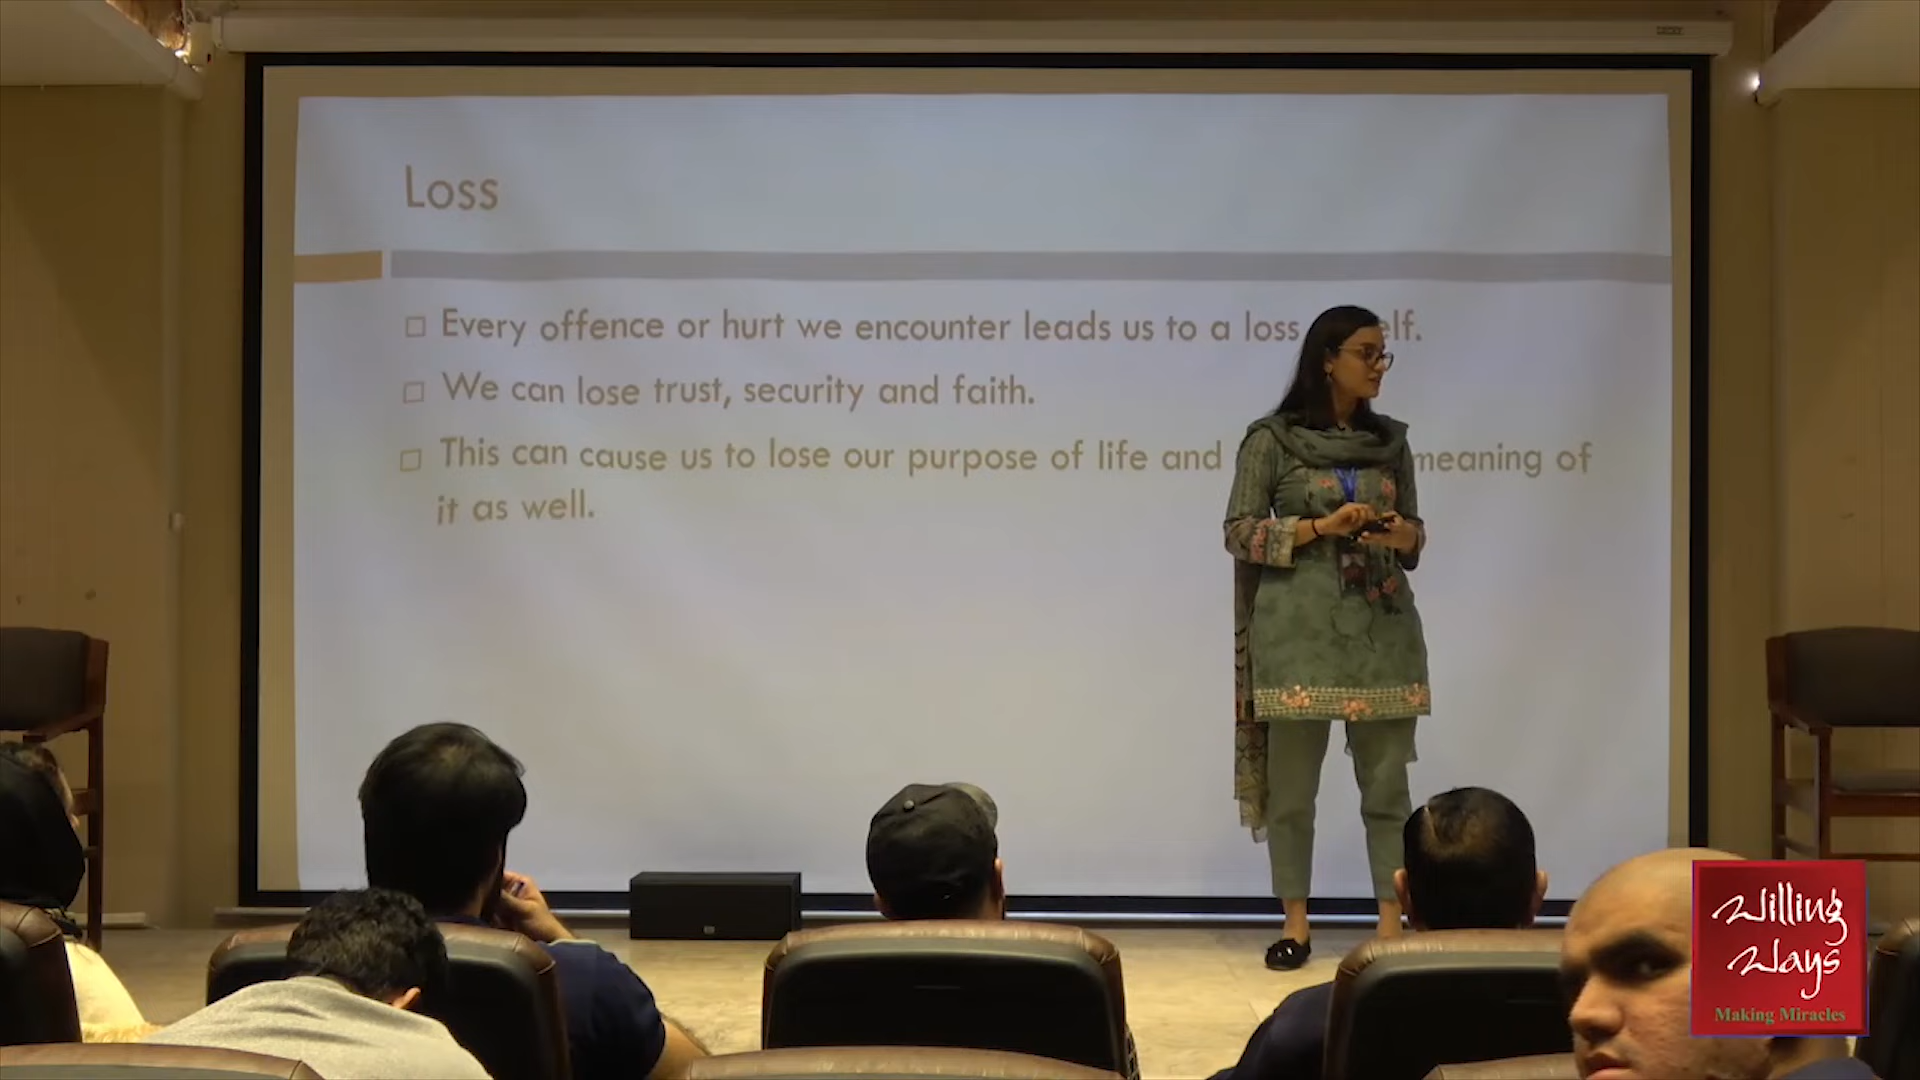 Loss
Every offence or hurt we encounter leads us to a loss elf.
We can lose trust, security and faith.
This can cause us to lose our purpose of life and meaning of
it as well.
Willing
Ways
Making Miracles